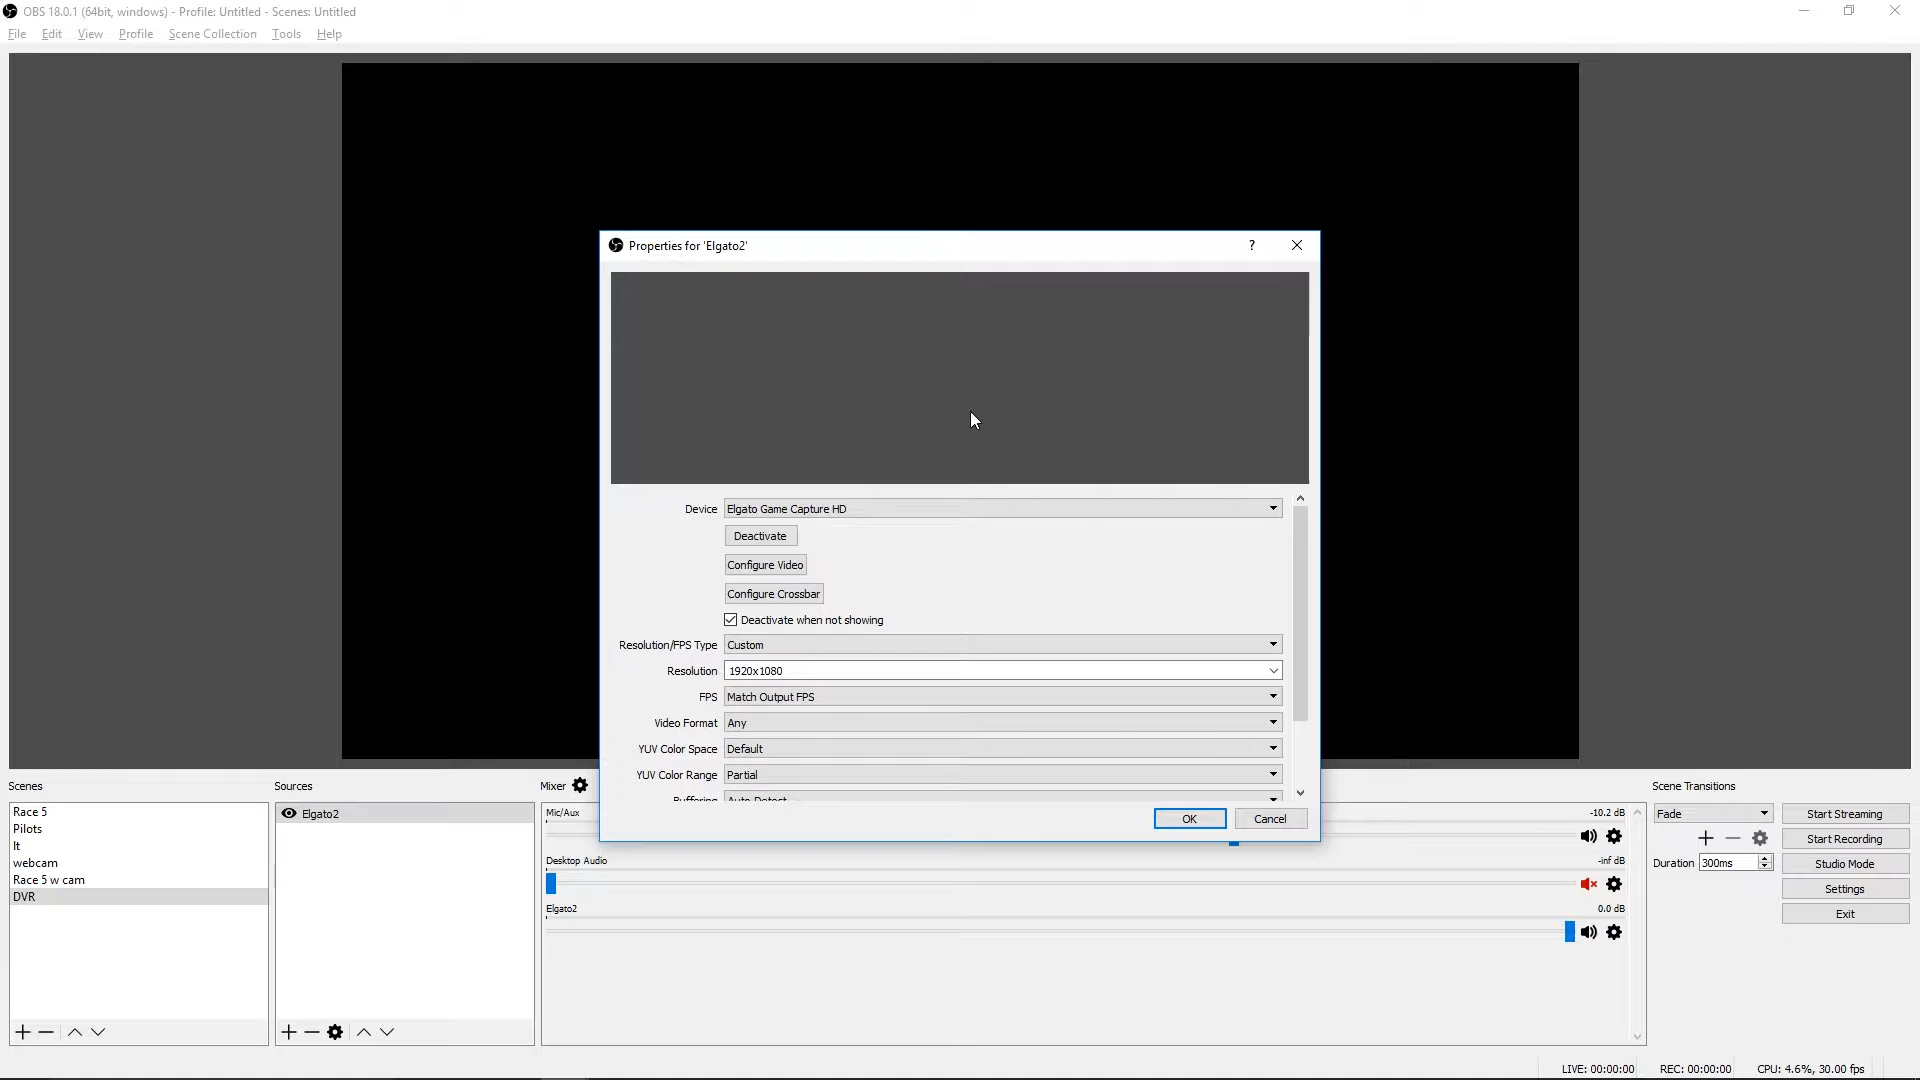 OBS 18.0.1 (64bit, windows) - Profile: Untitled - Scenes: Untitled
File Edit View Profile Scene Collection Tools Help
Properties for 'Elgato2' ?
Device Elgato Game Capture HD
Deactivate
Configure Video
Configure Crossbar
Deactivate when not showing
Resolution/FPS Type Custom
Resolution 1920x1080
FPS Match Output FPS
Video Format Any
YUV Color Space Default
YUV Color Range Partial
Buffering Auto Detect
OK Cancel
Scenes
Race 5
Pilots
lt
webcam
Race 5 w cam
DVR
Sources
Elgato2
Mixer
Mic/Aux -10.2 dB
Desktop Audio -inf dB
Elgato2 0.0 dB
Scene Transitions
Fade
Duration 300ms
Start Streaming
Start Recording
Studio Mode
Settings
Exit
LIVE: 00:00:00 REC: 00:00:00 CPU: 4.6%, 30.00 fps